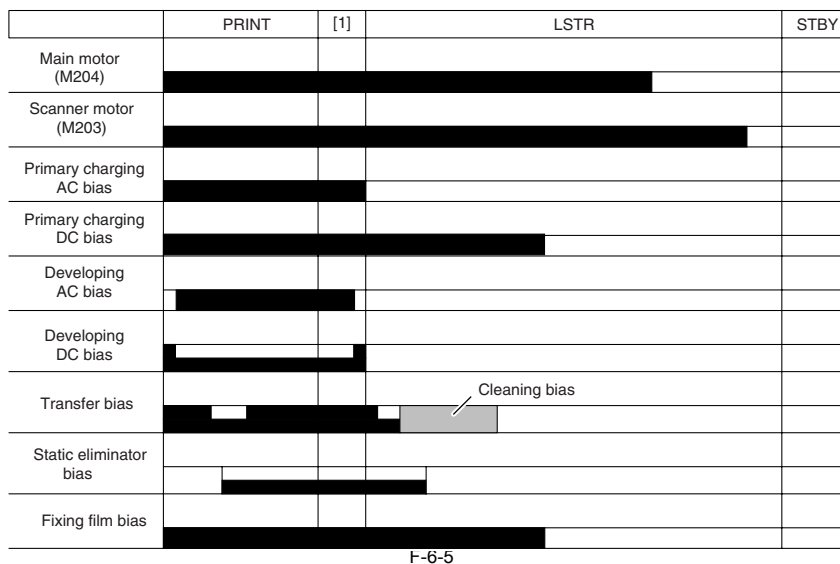 PRINT [1] LSTR STBY
Main motor
(M204)
Scanner motor
(M203)
Primary charging
AC bias
Primary charging
DC bias
Developing
AC bias
Developing
DC bias
Transfer bias
Cleaning bias
Static eliminator
bias
Fixing film bias
F-6-5